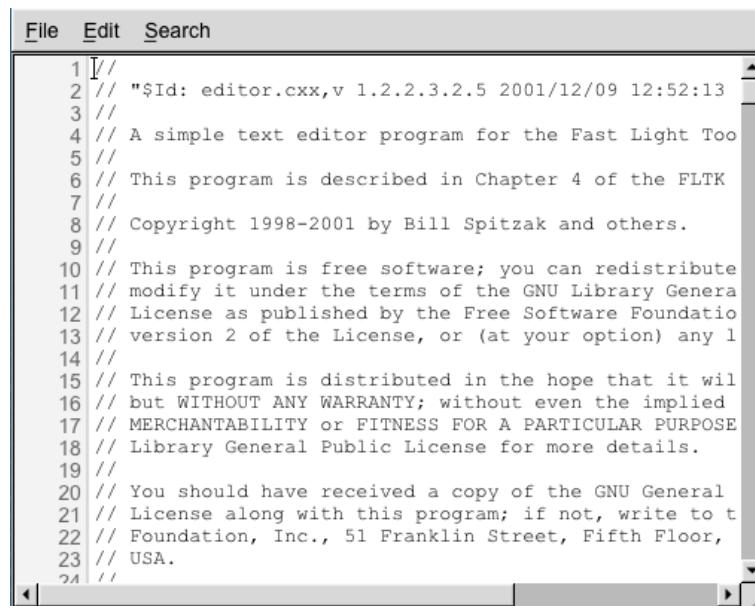 File Edit Search
1 //
2 // "$Id: editor.cxx,v 1.2.2.3.2.5 2001/12/09 12:52:13
3 //
4 // A simple text editor program for the Fast Light Too
5 //
6 // This program is described in Chapter 4 of the FLTK
7 //
8 // Copyright 1998-2001 by Bill Spitzak and others.
9 //
10 // This program is free software; you can redistribute
11 // modify it under the terms of the GNU Library Genera
12 // License as published by the Free Software Foundatio
13 // version 2 of the License, or (at your option) any l
14 //
15 // This program is distributed in the hope that it wil
16 // but WITHOUT ANY WARRANTY; without even the implied
17 // MERCHANTABILITY or FITNESS FOR A PARTICULAR PURPOSE
18 // Library General Public License for more details.
19 //
20 // You should have received a copy of the GNU General
21 // License along with this program; if not, write to t
22 // Foundation, Inc., 51 Franklin Street, Fifth Floor,
23 // USA.
24 //